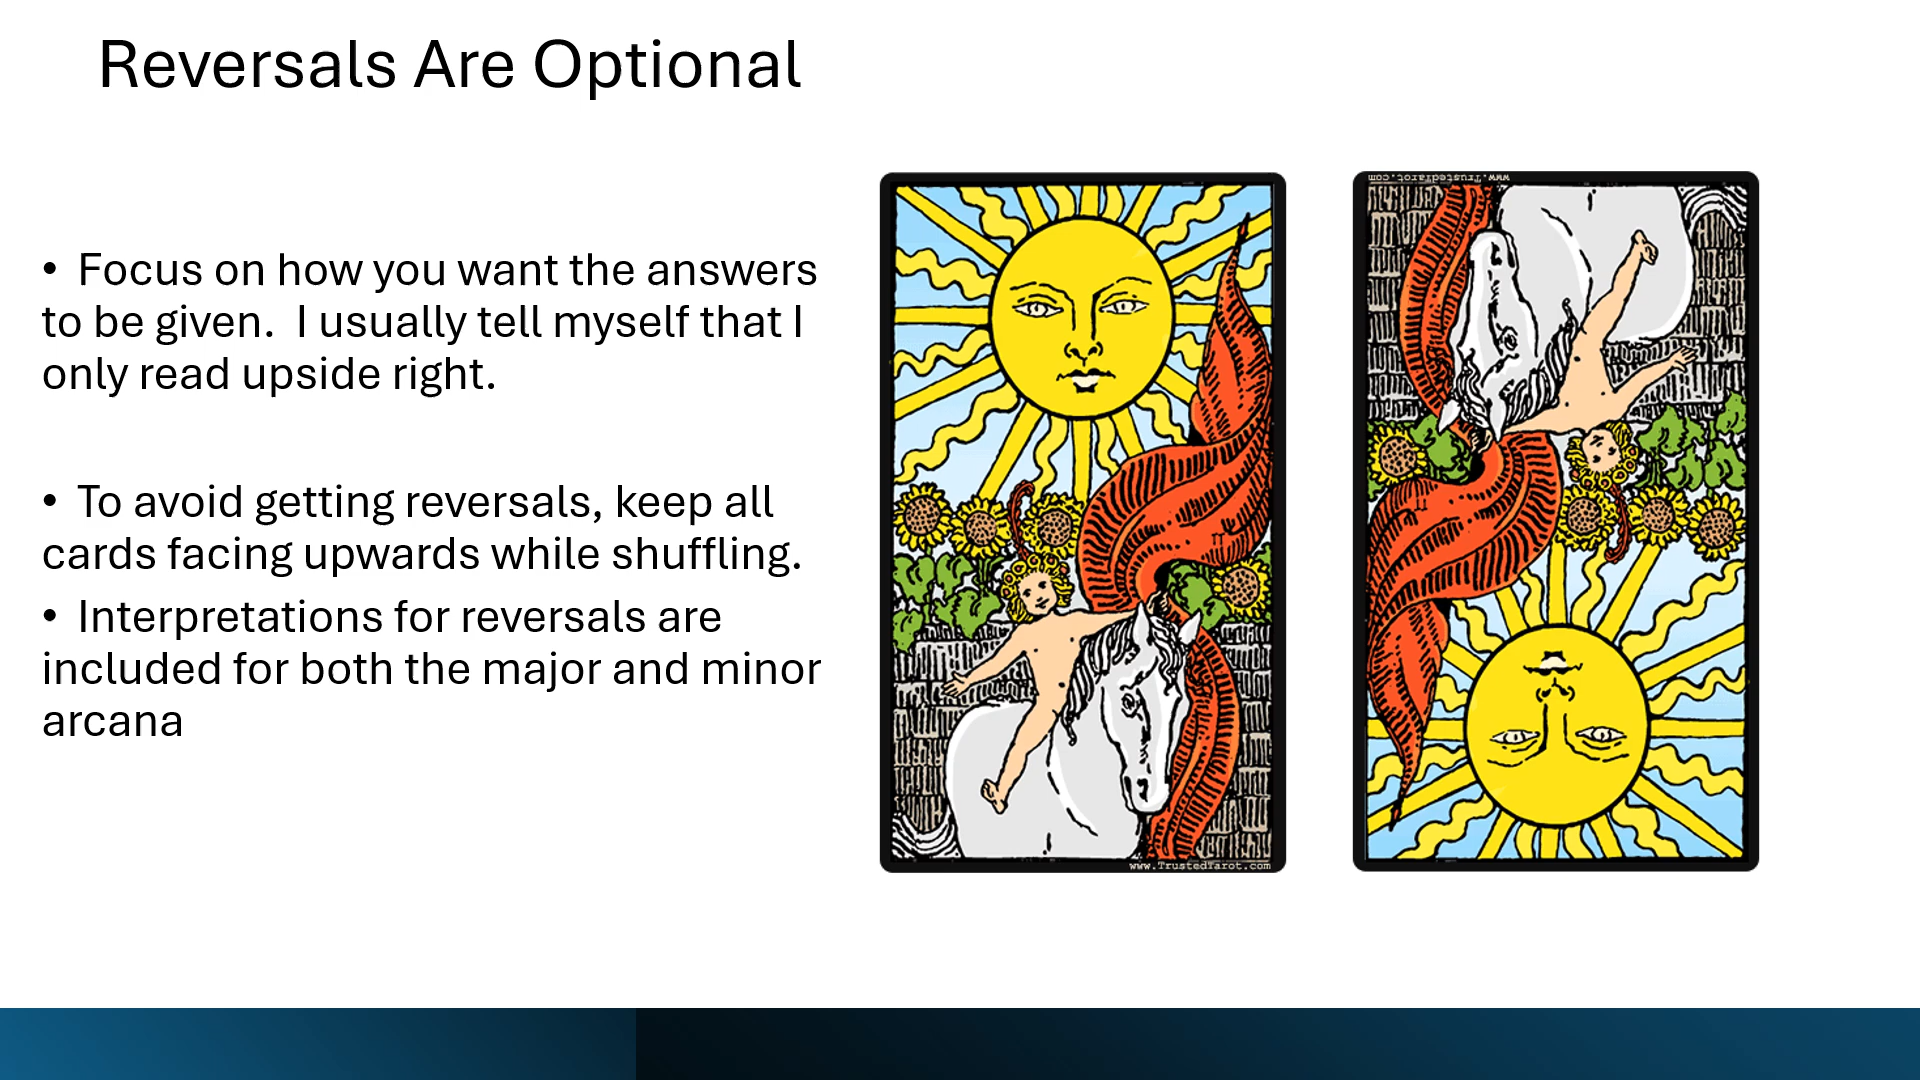 Reversals Are Optional
• Focus on how you want the answers
to be given.  I usually tell myself that I
only read upside right.
• To avoid getting reversals, keep all
cards facing upwards while shuffling.
• Interpretations for reversals are
included for both the major and minor
arcana
www.TrustedTarot.com
www.TrustedTarot.com